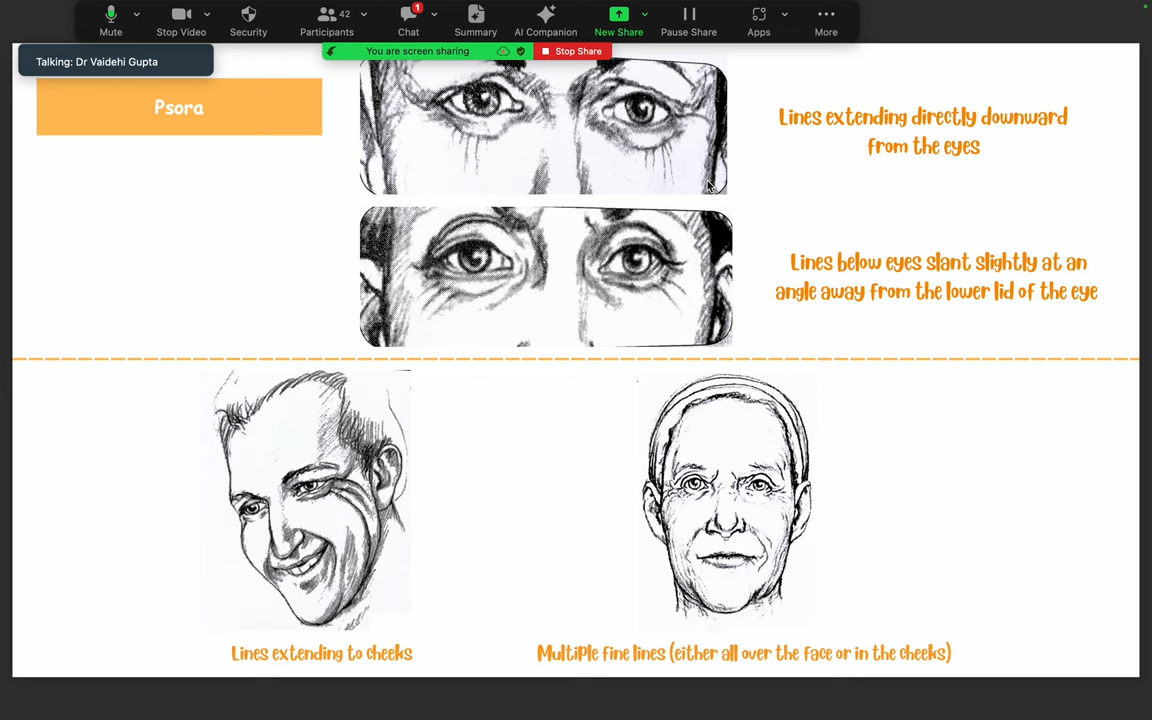 42
1
Mute
Stop Video
Security
Participants
Chat
Summary
AI Companion
New Share
Pause Share
Apps
More
You are screen sharing
Stop Share
Talking: Dr Vaidehi Gupta
Psora
Lines extending directly downward
from the eyes
Lines below eyes slant slightly at an
angle away from the lower lid of the eye
Lines extending to cheeks
Multiple fine lines (either all over the face or in the cheeks)